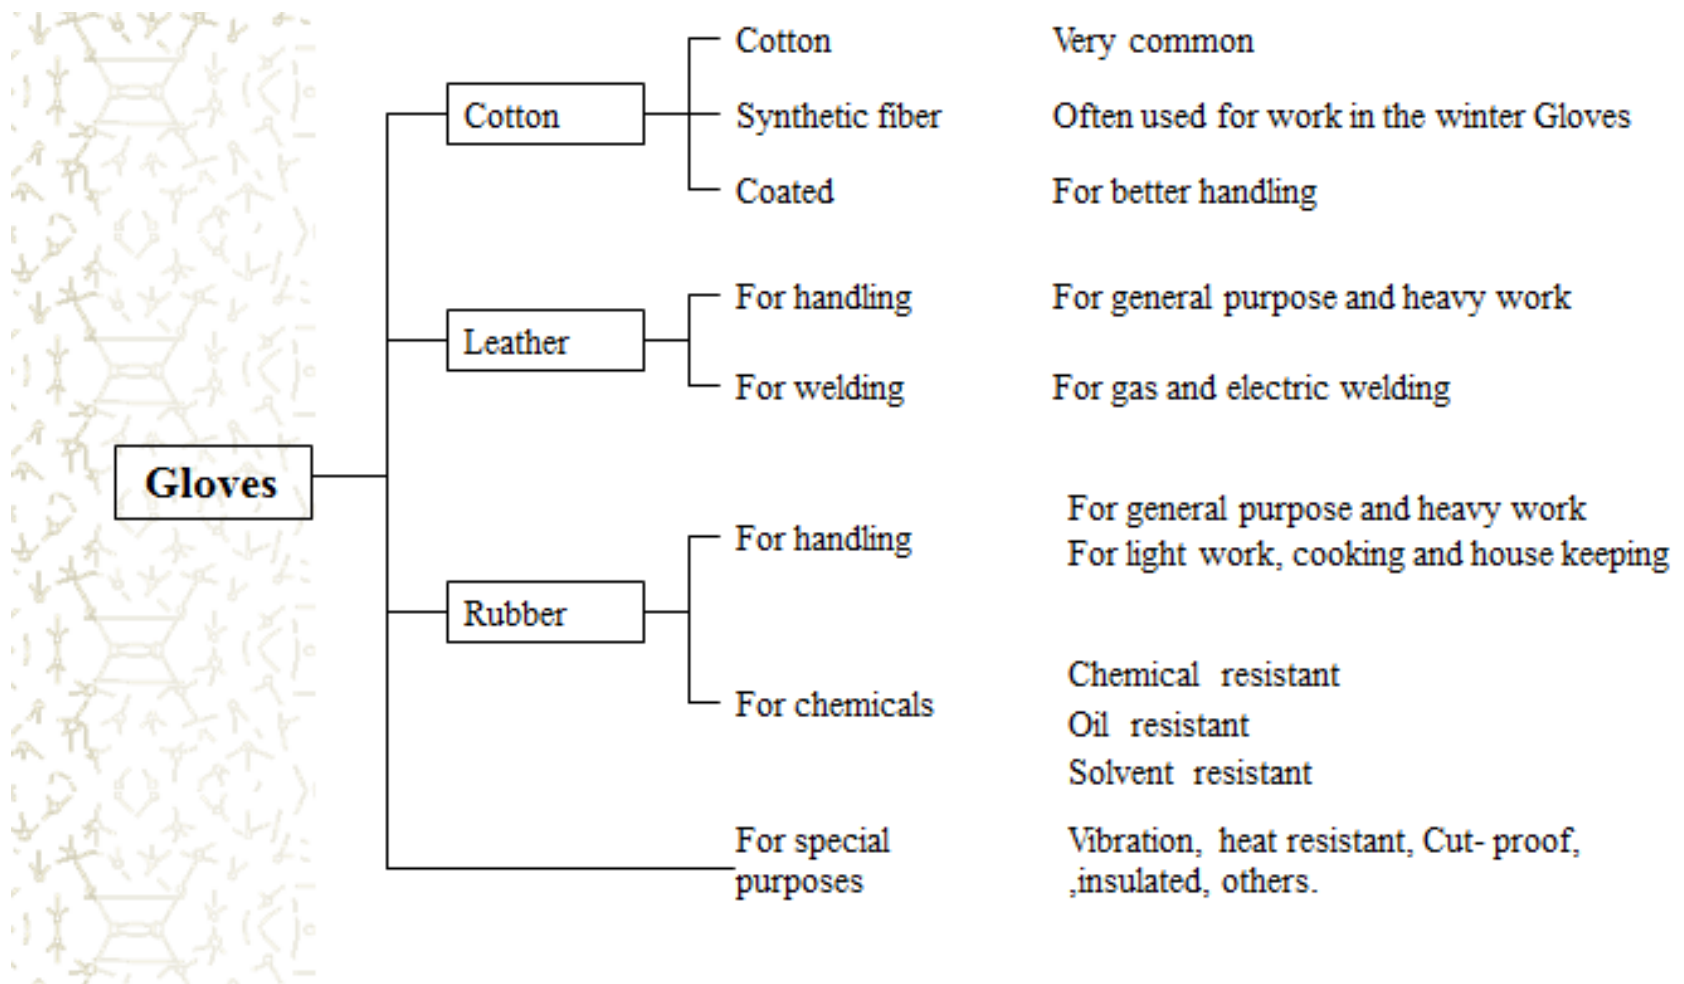 Gloves
Cotton
Cotton Very common
Synthetic fiber Often used for work in the winter Gloves
Coated For better handling
Leather
For handling For general purpose and heavy work
For welding For gas and electric welding
Rubber
For handling
For general purpose and heavy work
For light work, cooking and house keeping
For chemicals
Chemical resistant
Oil resistant
Solvent resistant
For special
purposes
Vibration, heat resistant, Cut- proof,
,insulated, others.